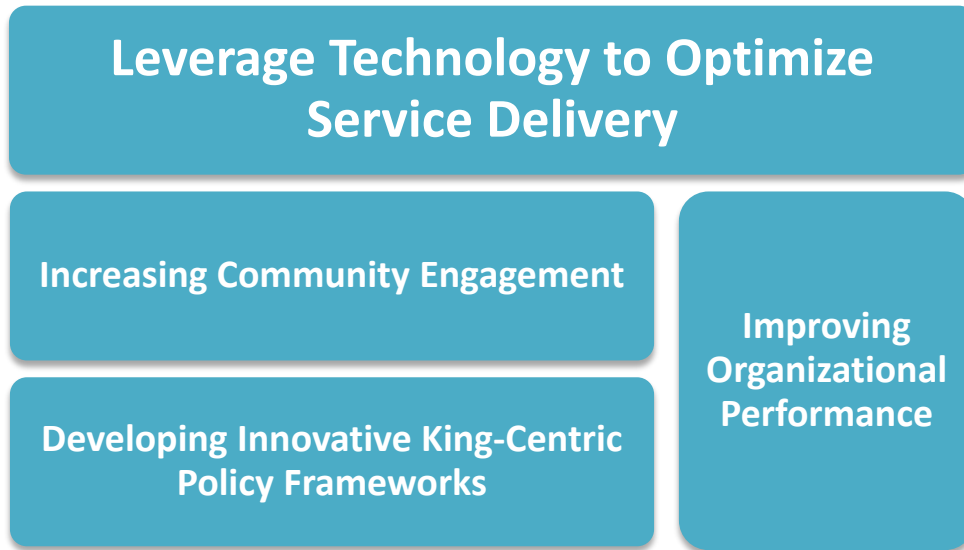 Leverage Technology to Optimize
Service Delivery
Increasing Community Engagement
Developing Innovative King-Centric
Policy Frameworks
Improving
Organizational
Performance